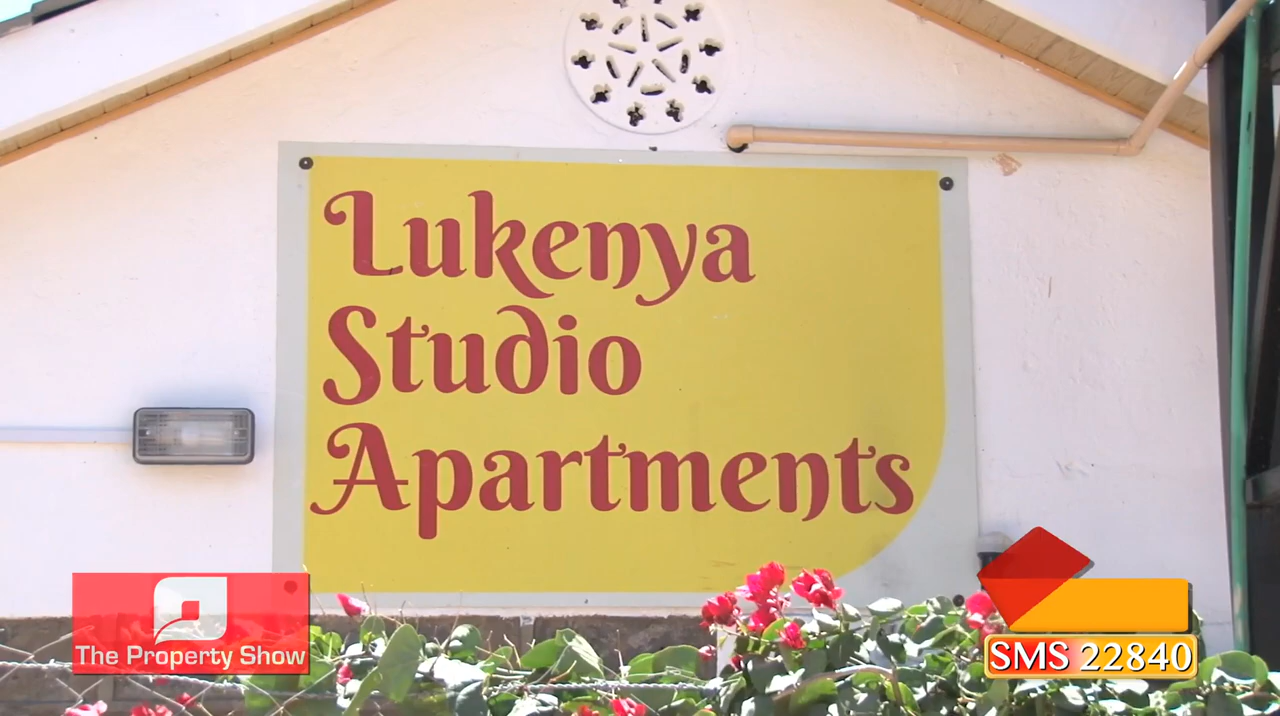 Lukenya
Studio
Apartments
The Property Show
SMS 22840